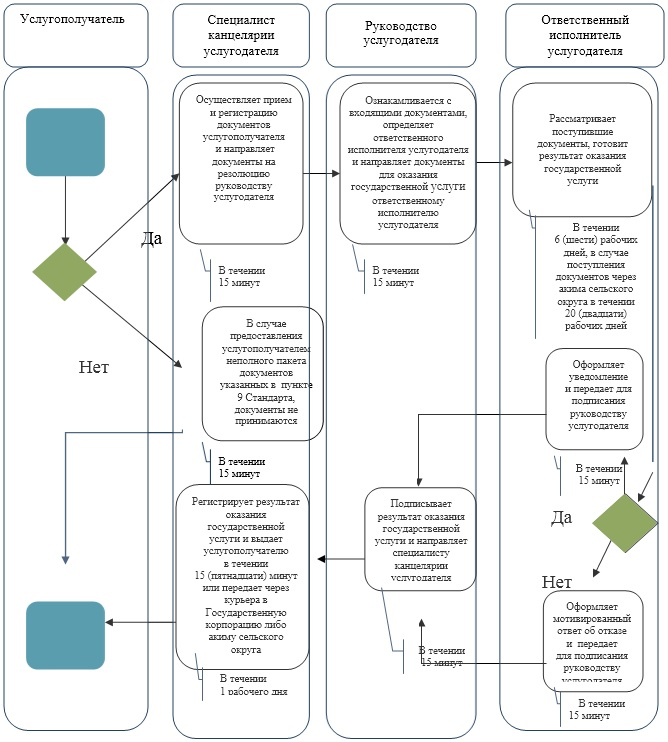 Услугополучатель
Специалист
канцелярии
услугодателя
Руководство
услугодателя
Ответственный
исполнитель
услугодателя
Осуществляет прием
и регистрацию
документов
услугополучателя
и направляет
документы на
резолюцию
руководству
услугодателя
Ознакамливается с
входящими документами,
определяет
ответственного
исполнителя услугодателя
и направляет документы
для оказания
государственной услуги
ответственному
исполнителю
услугодателя
Рассматривает
поступившие
документы, готовит
результат оказания
государственной
услуги
Да
В течении
15 минут
В течении
15 минут
В течении
6 (шести) рабочих
дней, в случае
поступления
документов через
акима сельского
округа в течении
20 (двадцати)
рабочих дней
Нет
В случае
предоставления
услугополучателем
неполного пакета
документов
указанных в пункте
9 Стандарта,
документы не
принимаются
В течении
15 минут
Оформляет
уведомление
и передает для
подписания
руководству
услугодателя
В течении
15 минут
Да
Нет
Регистрирует результат
оказания
государственной
услуги и выдает
услугополучателю
в течении
15 (пятнадцати) минут
или передает через
курьера в
Государственную
корпорацию либо
акиму сельского
округа
Подписывает
результат оказания
государственной
услуги и направляет
специалисту
канцелярии
услугодателя
Оформляет
мотивированный
ответ об отказе
и передает
для подписания
руководству
услугодателя
В течении
1 рабочего дня
В течении
15 минут
В течении
15 минут